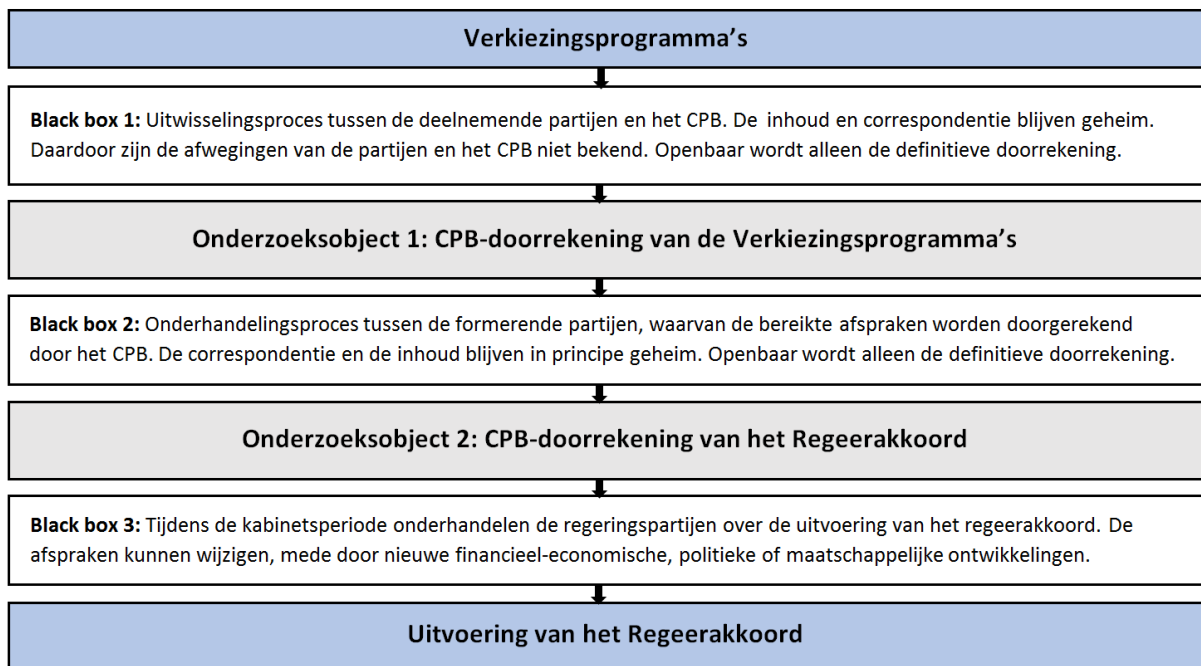 Verkiezingsprogramma’s
Black box 1: Uitwisselingsproces tussen de deelnemende partijen en het CPB. De inhoud en correspondentie blijven geheim.
Daardoor zijn de afwegingen van de partijen en het CPB niet bekend. Openbaar wordt alleen de definitieve doorrekening.
Onderzoeksobject 1: CPB-doorrekening van de Verkiezingsprogramma’s
Black box 2: Onderhandelingsproces tussen de formerende partijen, waarvan de bereikte afspraken worden doorgerekend
door het CPB. De correspondentie en de inhoud blijven in principe geheim. Openbaar wordt alleen de definitieve doorrekening.
Onderzoeksobject 2: CPB-doorrekening van het Regeerakkoord
Black box 3: Tijdens de kabinetsperiode onderhandelen de regeringspartijen over de uitvoering van het regeerakkoord. De
afspraken kunnen wijzigen, mede door nieuwe financieel-economische, politieke of maatschappelijke ontwikkelingen.
Uitvoering van het Regeerakkoord